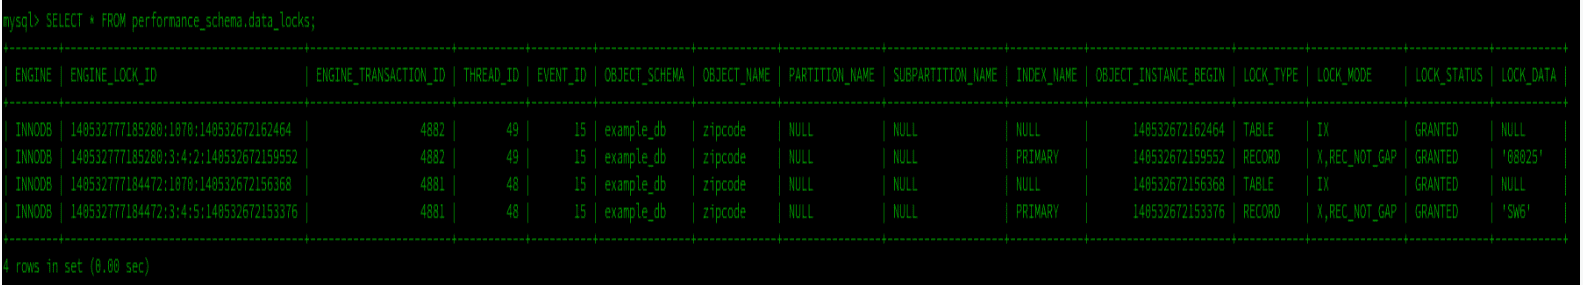 mysql> SELECT * FROM performance_schema.data_locks;
| ENGINE | ENGINE_LOCK_ID | ENGINE_TRANSACTION_ID | THREAD_ID | EVENT_ID | OBJECT_SCHEMA | OBJECT_NAME | PARTITION_NAME | SUBPARTITION_NAME | INDEX_NAME | OBJECT_INSTANCE_BEGIN | LOCK_TYPE | LOCK_MODE | LOCK_STATUS | LOCK_DATA |
| INNODB | 140532777185280:1070:140532672162464 | 4882 | 49 | 15 | example_db | zipcode | NULL | NULL | NULL | 140532672162464 | TABLE | IX | GRANTED | NULL |
| INNODB | 140532777185280:3:4:2:140532672159552 | 4882 | 49 | 15 | example_db | zipcode | NULL | NULL | PRIMARY | 140532672159552 | RECORD | X,REC_NOT_GAP | GRANTED | '08025' |
| INNODB | 140532777184472:1070:140532672156368 | 4881 | 48 | 15 | example_db | zipcode | NULL | NULL | NULL | 140532672156368 | TABLE | IX | GRANTED | NULL |
| INNODB | 140532777184472:3:4:5:140532672153376 | 4881 | 48 | 15 | example_db | zipcode | NULL | NULL | PRIMARY | 140532672153376 | RECORD | X,REC_NOT_GAP | GRANTED | 'SW6' |
4 rows in set (0.00 sec)